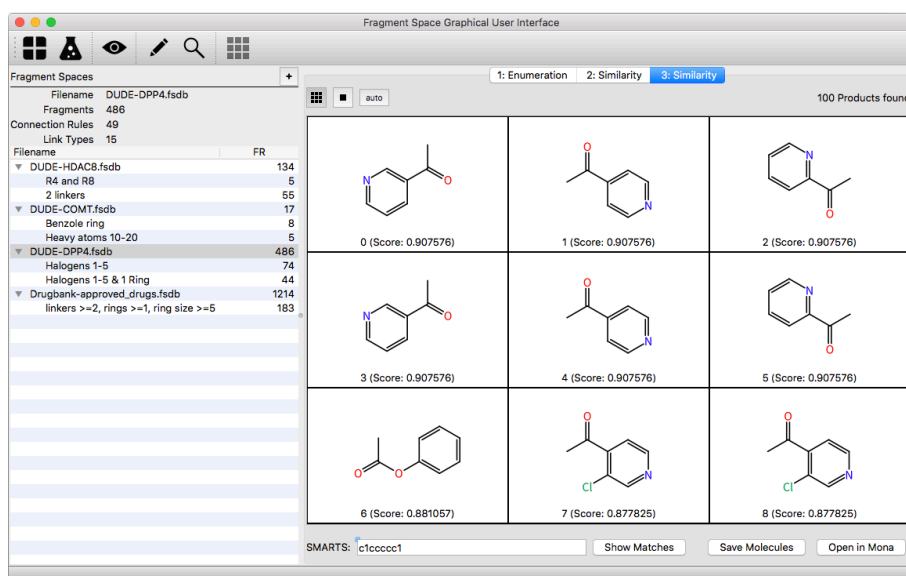 Fragment Space Graphical User Interface
Fragment Spaces +
Filename DUDE-DPP4.fsdb
Fragments 486
Connection Rules 49
Link Types 15
Filename FR
DUDE-HDAC8.fsdb 134
R4 and R8 5
2 linkers 55
DUDE-COMT.fsdb 17
Benzole ring 8
Heavy atoms 10-20 5
DUDE-DPP4.fsdb 486
Halogens 1-5 74
Halogens 1-5 & 1 Ring 44
Drugbank-approved_drugs.fsdb 1214
linkers >=2, rings >=1, ring size >=5 183
1: Enumeration 2: Similarity 3: Similarity
auto 100 Products foun
N O
0 (Score: 0.907576)
O N
1 (Score: 0.907576)
N O
2 (Score: 0.907576)
N O
3 (Score: 0.907576)
O N
4 (Score: 0.907576)
N O
5 (Score: 0.907576)
O O
6 (Score: 0.881057)
O Cl N
7 (Score: 0.877825)
O Cl N
8 (Score: 0.877825)
SMARTS: c1ccccc1 Show Matches Save Molecules Open in Mona